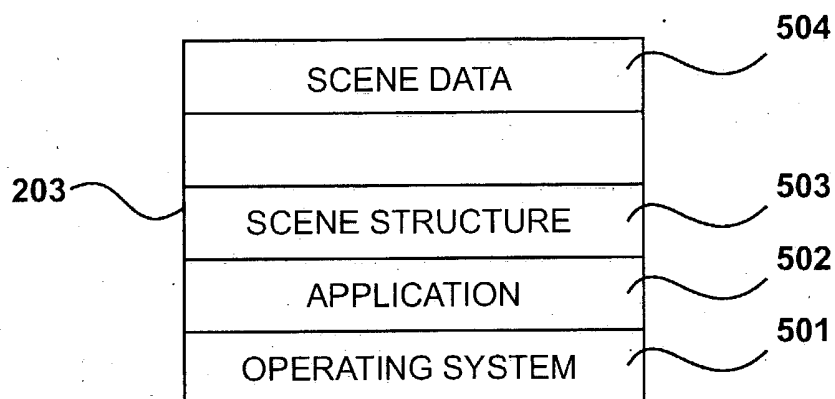 504
SCENE DATA
203
503
SCENE STRUCTURE
502
APPLICATION
501
OPERATING SYSTEM